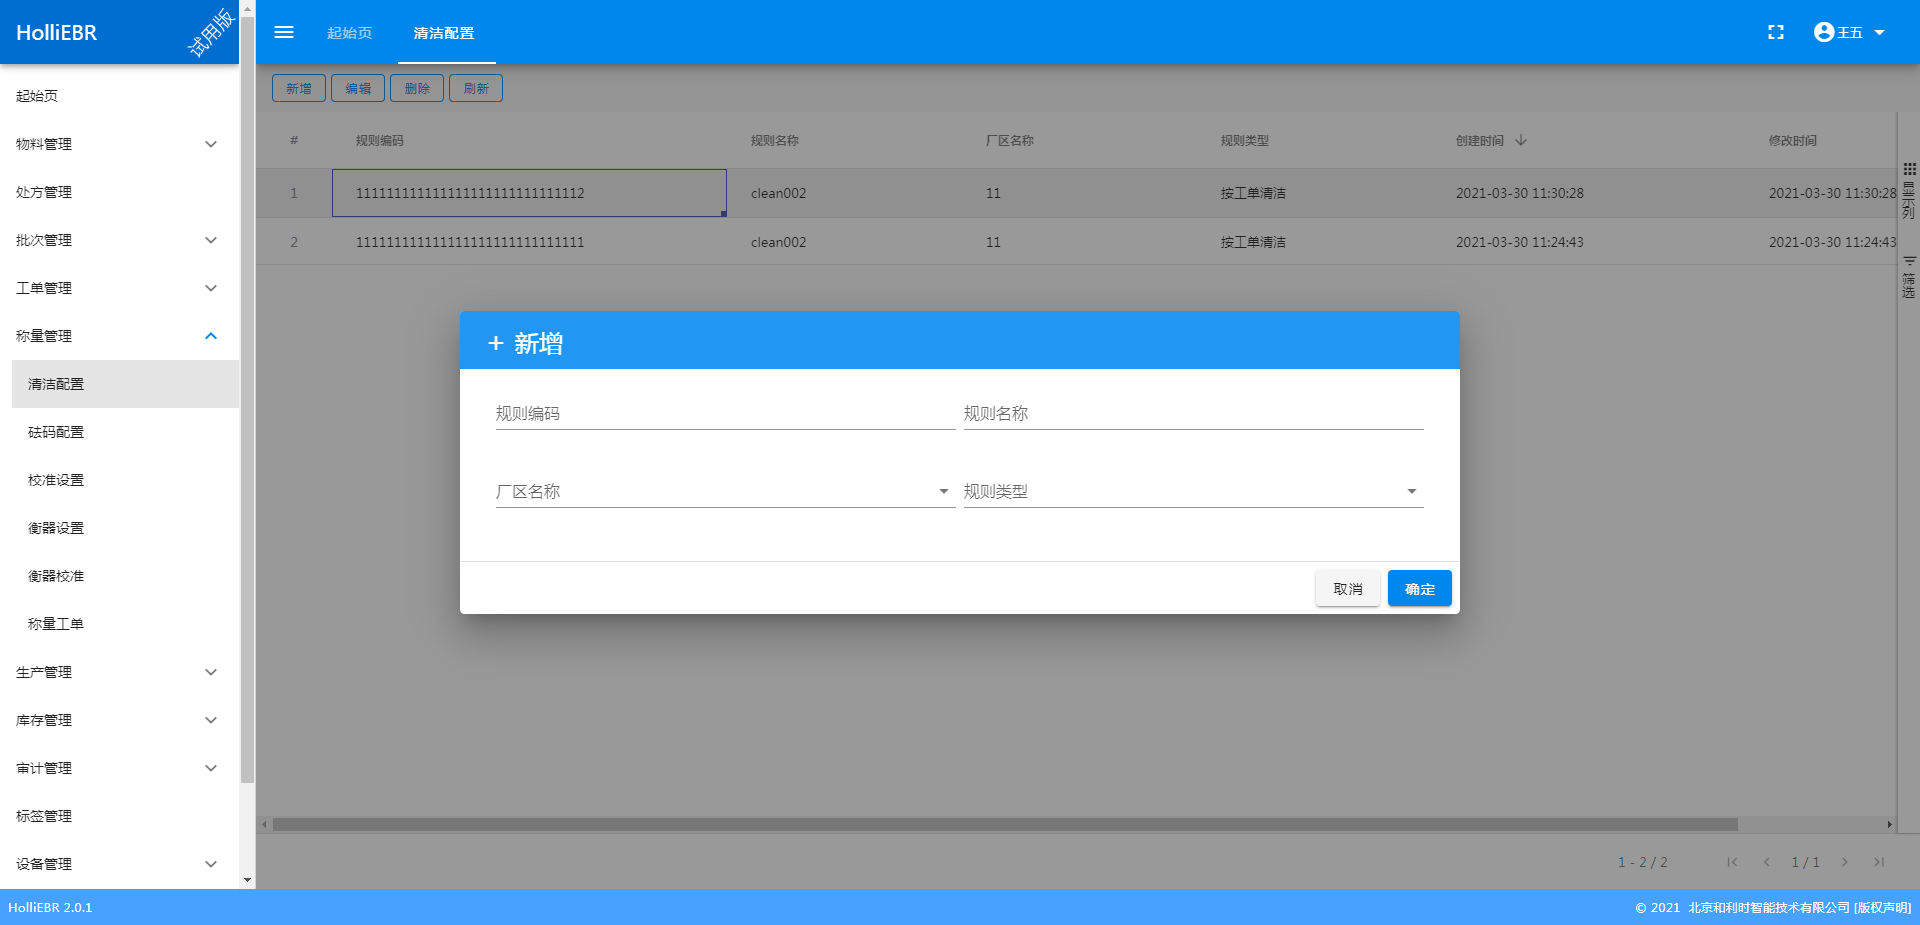 HolliEBR 试用版
起始页 清洁配置 王五
新增 编辑 删除 刷新
起始页
物料管理
处方管理
批次管理
工单管理
称量管理
清洁配置
砝码配置
校准设置
衡器设置
衡器校准
称量工单
生产管理
库存管理
审计管理
标签管理
设备管理
# 规则编码 规则名称 厂区名称 规则类型 创建时间 修改时间
1 111111111111111111111111111112 clean002 11 按工单清洁 2021-03-30 11:30:28 2021-03-30 11:30:28
2 111111111111111111111111111111 clean002 11 按工单清洁 2021-03-30 11:24:43 2021-03-30 11:24:43
显示列
筛选
+ 新增
规则编码 规则名称
厂区名称 规则类型
取消 确定
1 - 2 / 2 1 / 1
HolliEBR 2.0.1 © 2021 北京和利时智能技术有限公司 [版权声明]